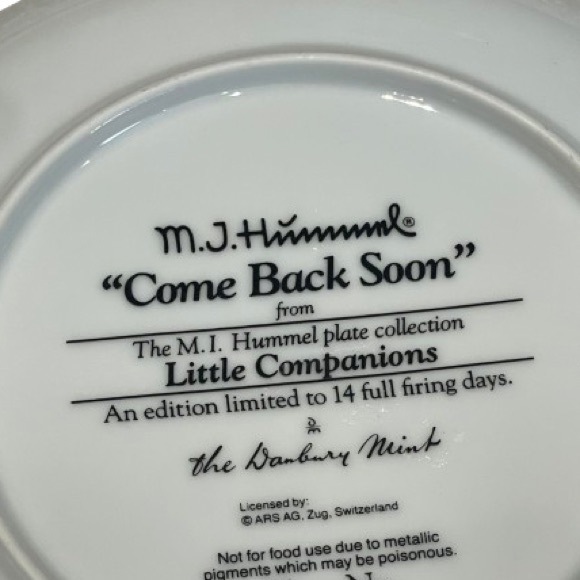 M.J.Hummel®
“Come Back Soon”
from
The M.I. Hummel plate collection
Little Companions
An edition limited to 14 full firing days.
DM
the Danbury Mint
Licensed by:
© ARS AG, Zug, Switzerland
Not for food use due to metallic
pigments which may be poisonous.